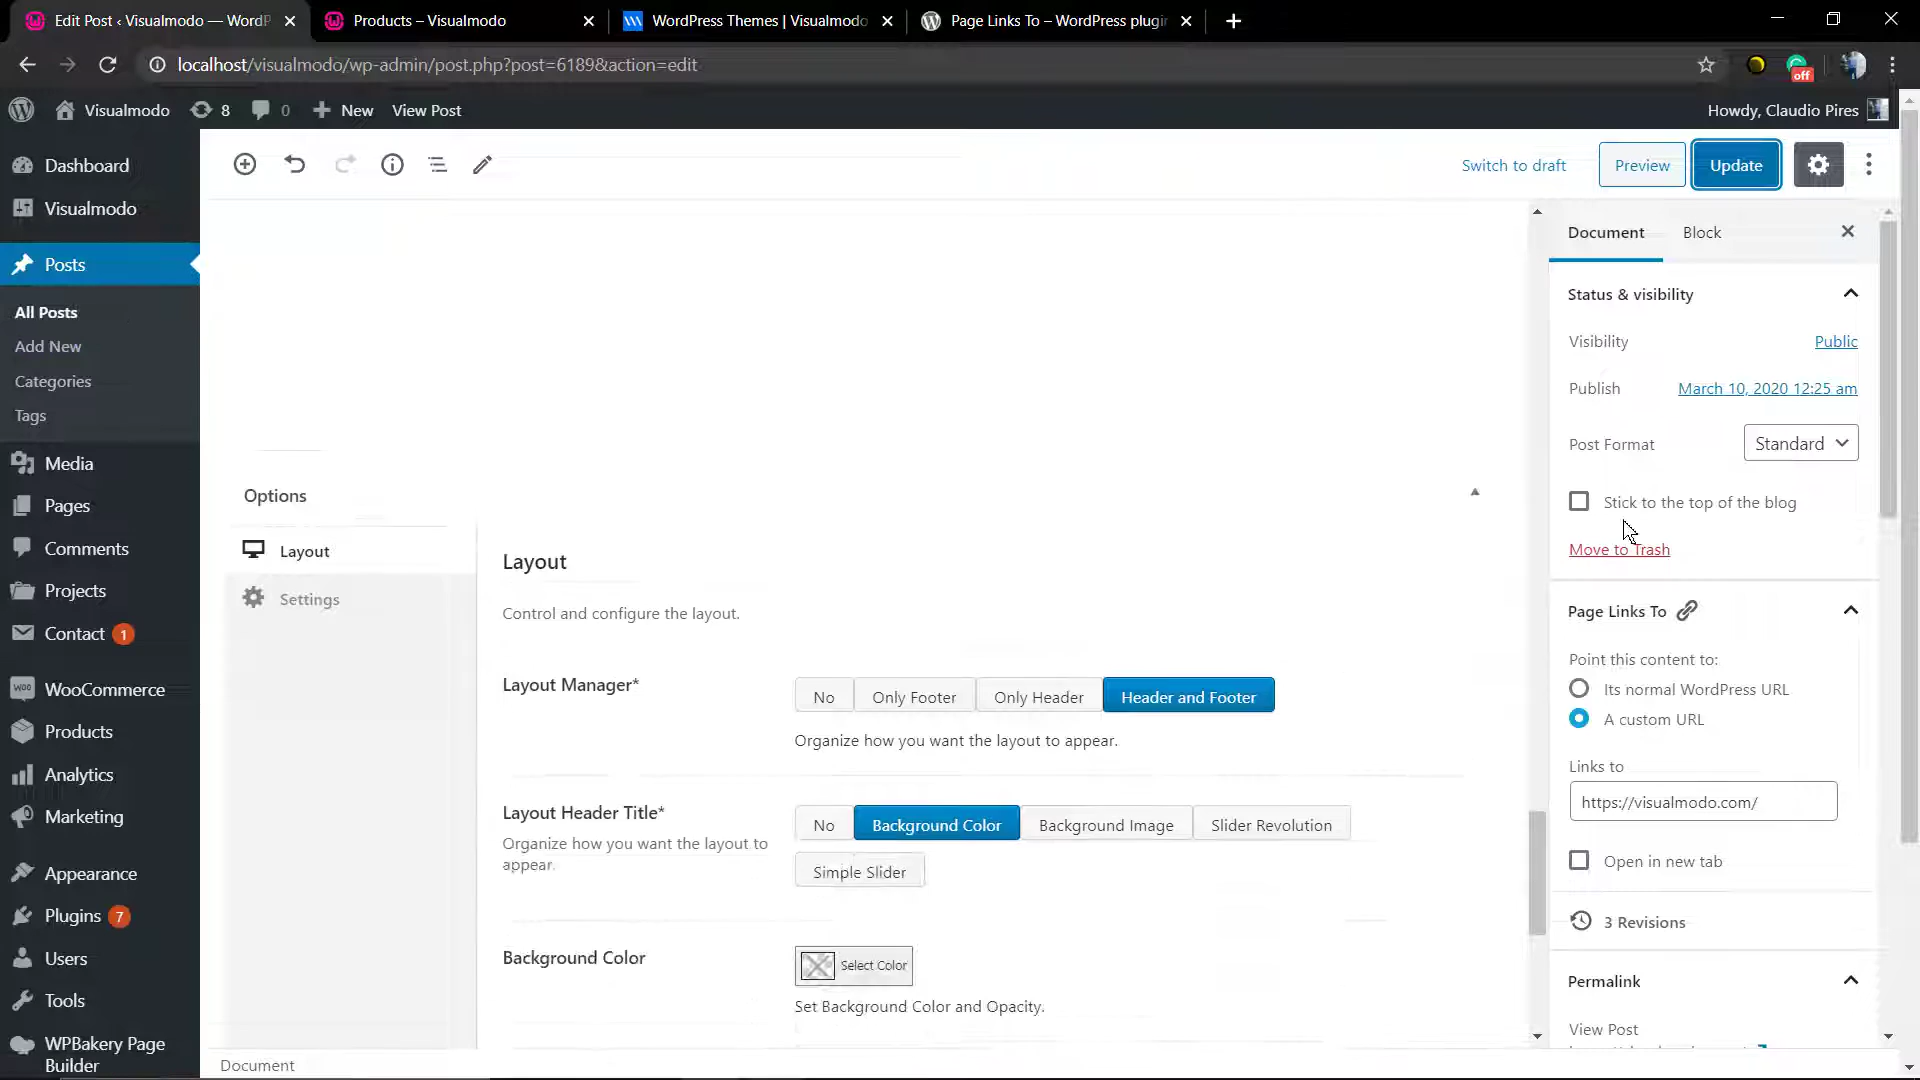 Edit Post ‹ Visualmodo — WordP
Products – Visualmodo
WordPress Themes | Visualmodo
Page Links To – WordPress plugin
localhost/visualmodo/wp-admin/post.php?post=6189&action=edit
off
Visualmodo
8
0
New
View Post
Howdy, Claudio Pires
Dashboard
Visualmodo
Posts
All Posts
Add New
Categories
Tags
Media
Pages
Comments
Projects
Contact 1
WooCommerce
Products
Analytics
Marketing
Appearance
Plugins 7
Users
Tools
WPBakery Page
Builder
Switch to draft
Preview
Update
Options
Layout
Settings
Layout
Control and configure the layout.
Layout Manager*
No
Only Footer
Only Header
Header and Footer
Organize how you want the layout to appear.
Layout Header Title*
Organize how you want the layout to
appear.
No
Background Color
Background Image
Slider Revolution
Simple Slider
Background Color
Select Color
Set Background Color and Opacity.
Document
Document
Block
Status & visibility
Visibility
Public
Publish
March 10, 2020 12:25 am
Post Format
Standard
Stick to the top of the blog
Move to Trash
Page Links To
Point this content to:
Its normal WordPress URL
A custom URL
Links to
https://visualmodo.com/
Open in new tab
3 Revisions
Permalink
View Post